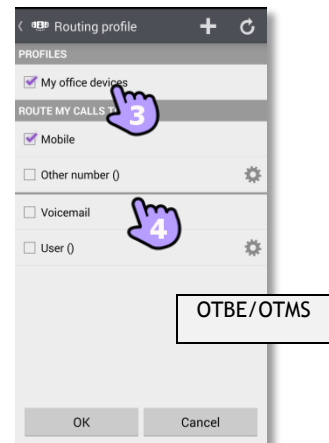 Routing profile
PROFILES
My office devices
3
ROUTE MY CALLS T
Mobile
Other number ()
Voicemail
4
User ()
OTBE/OTMS
OK Cancel